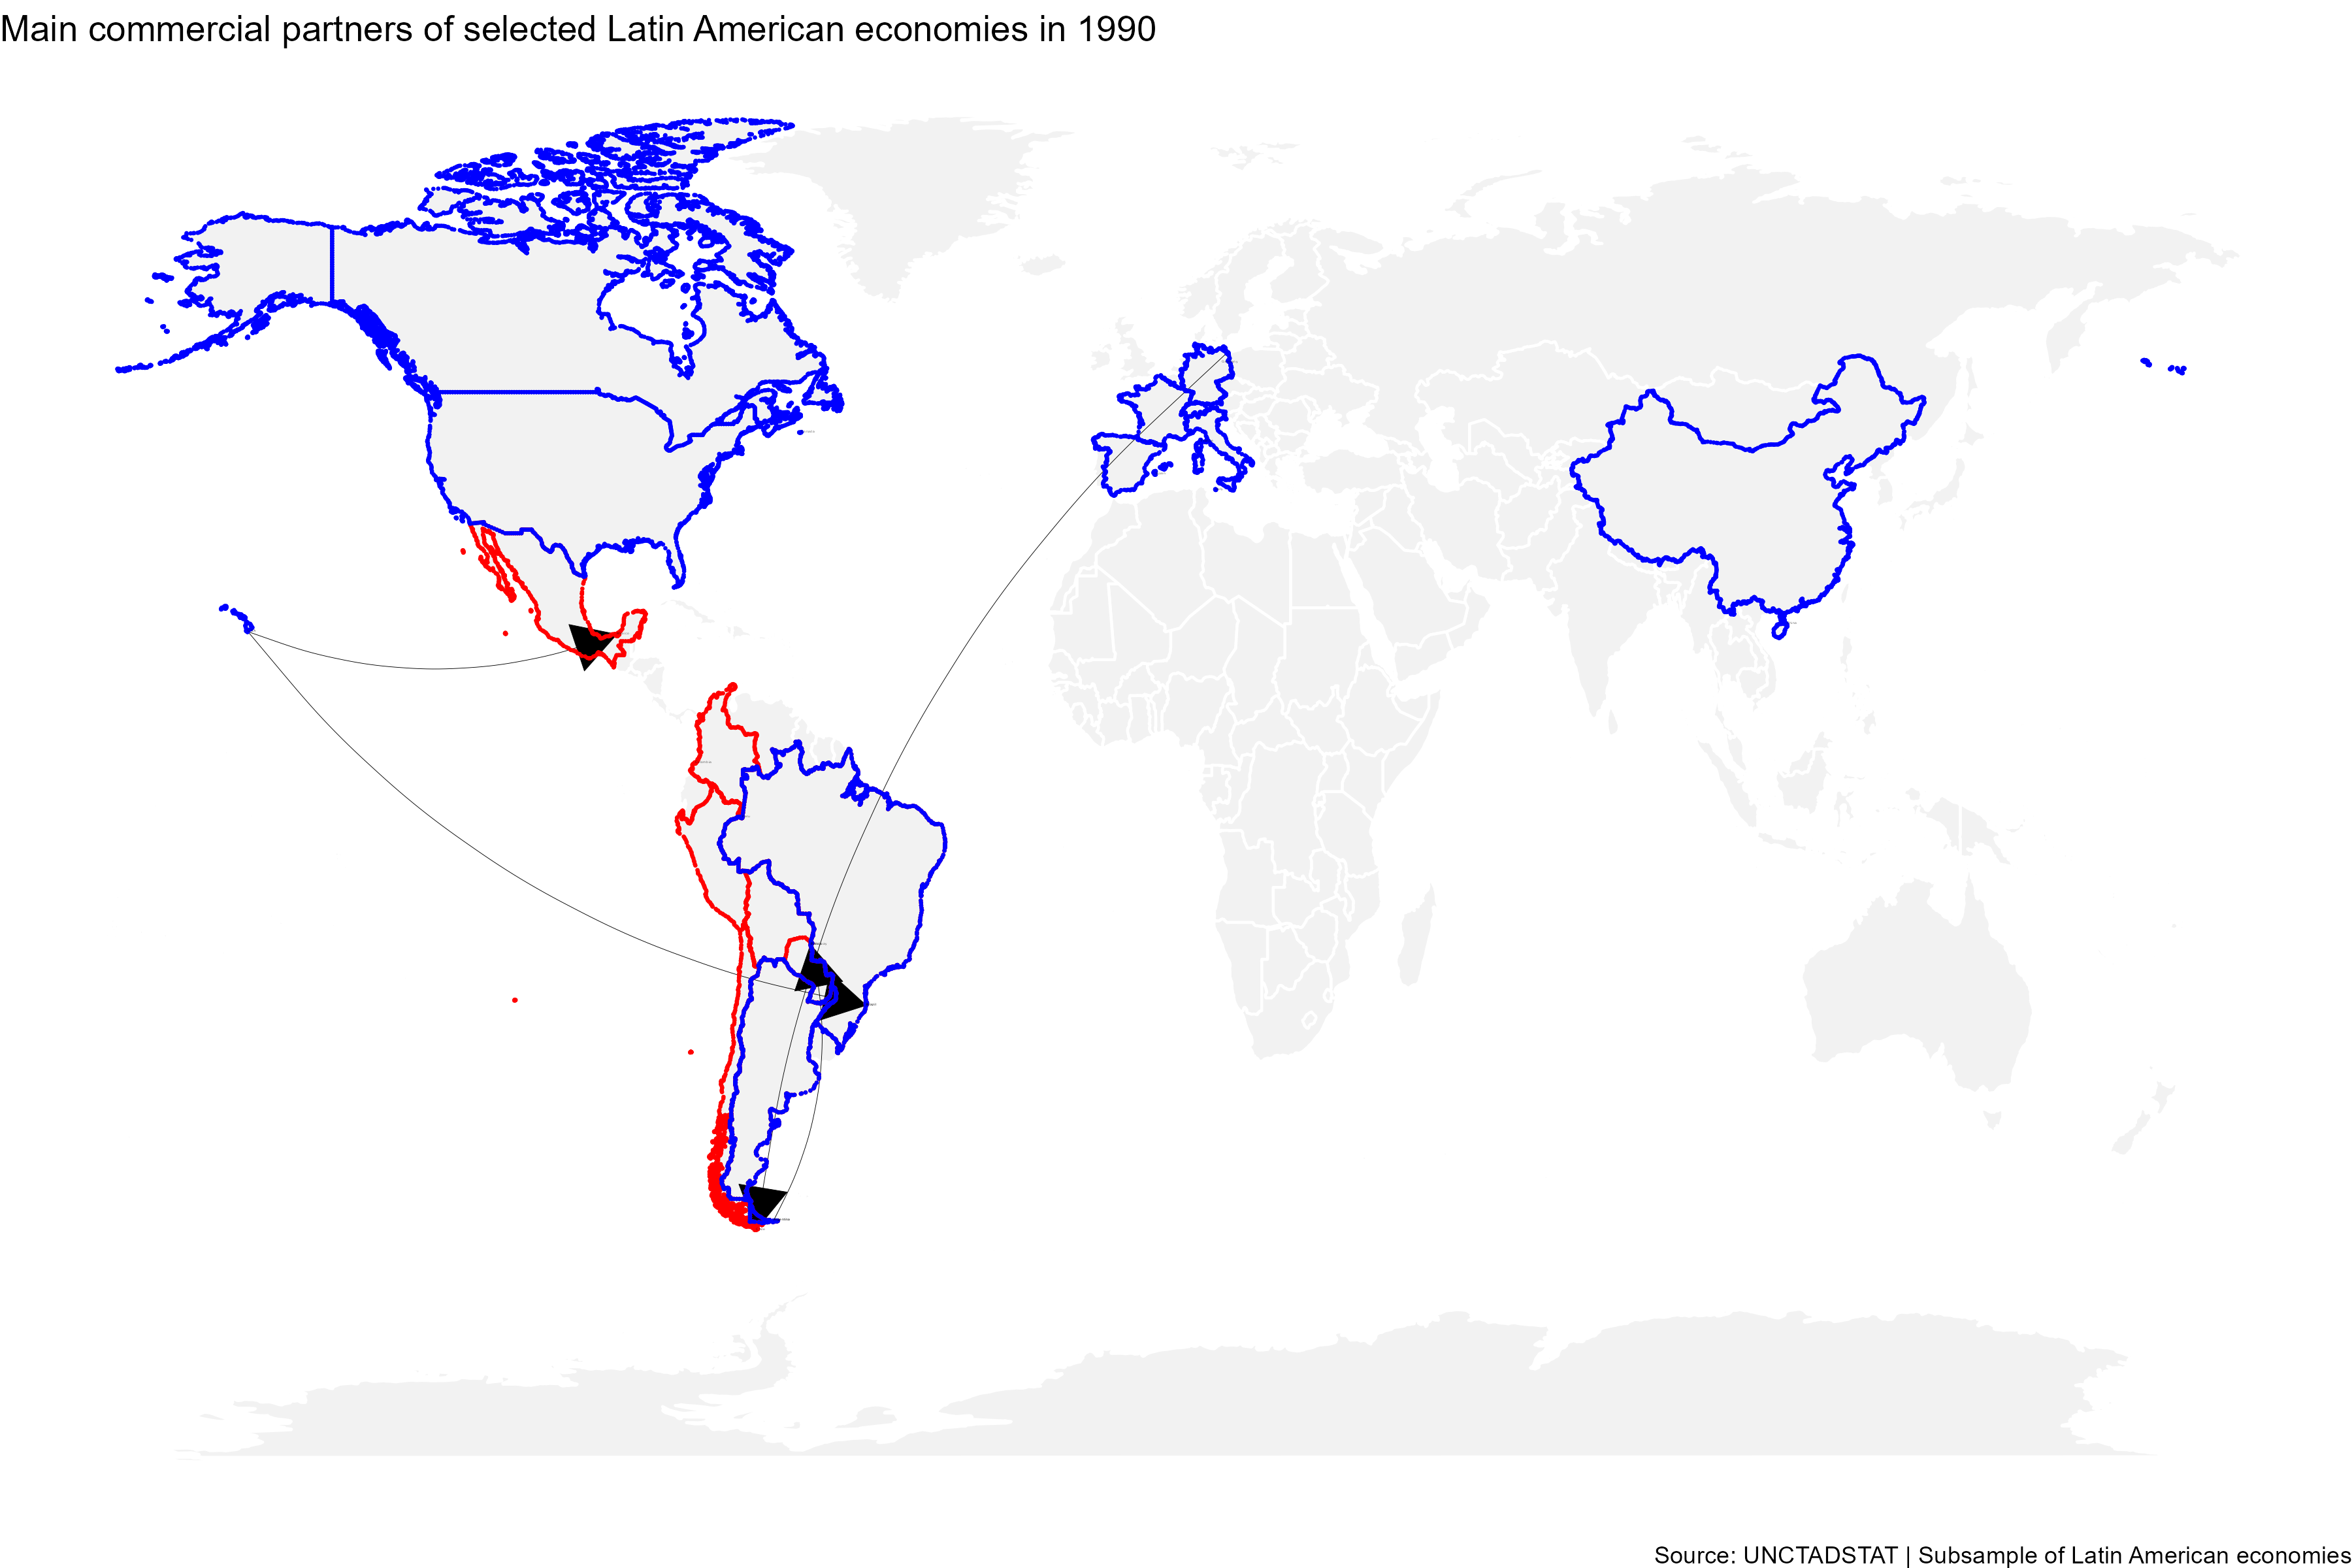 Main commercial partners of selected Latin American economies in 1990
Source: UNCTADSTAT | Subsample of Latin American economies